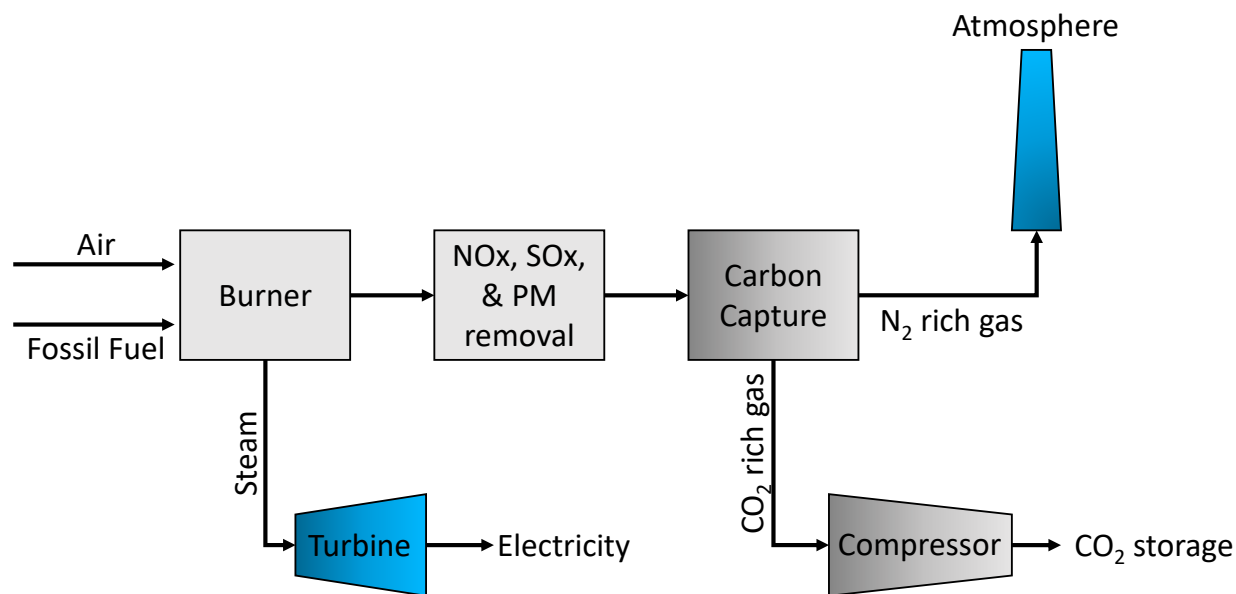 Atmosphere
Air
Fossil Fuel
Burner
NOx, SOx,
& PM
removal
Carbon
Capture
N₂ rich gas
Steam
CO₂ rich gas
Turbine
Electricity
Compressor
CO₂ storage